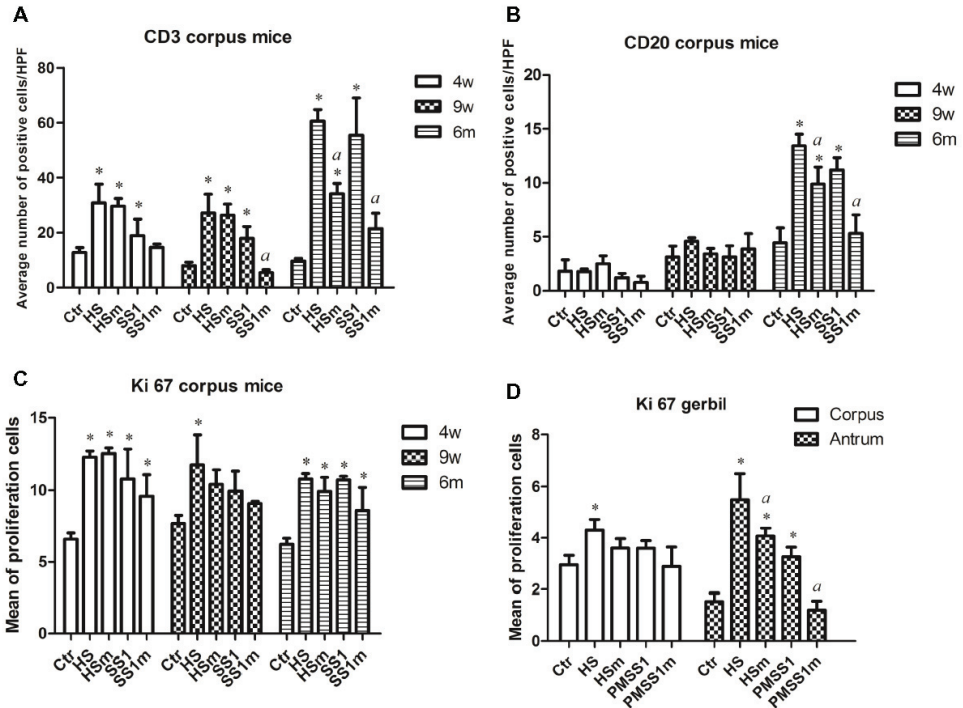 A
CD3 corpus mice
Average number of positive cells/HPF
80
60
40
20
0
* * *
* * * a
* a * * a
Ctr HS HSm SS1 SS1m
Ctr HS HSm SS1 SS1m
Ctr HS HSm SS1 SS1m
4w
9w
6m
B
CD20 corpus mice
Average number of positive cells/HPF
20
15
10
5
0
* a * * a
Ctr HS HSm SS1 SS1m
Ctr HS HSm SS1 SS1m
Ctr HS HSm SS1 SS1m
4w
9w
6m
C
Ki 67 corpus mice
Mean of proliferation cells
15
10
5
0
* * * *
*
* * * *
Ctr HS HSm SS1 SS1m
Ctr HS HSm SS1 SS1m
Ctr HS HSm SS1 SS1m
4w
9w
6m
D
Ki 67 gerbil
Mean of proliferation cells
8
6
4
2
0
*
* a * * a
Ctr HS HSm PMSS1 PMSS1m
Ctr HS HSm PMSS1 PMSS1m
Corpus
Antrum